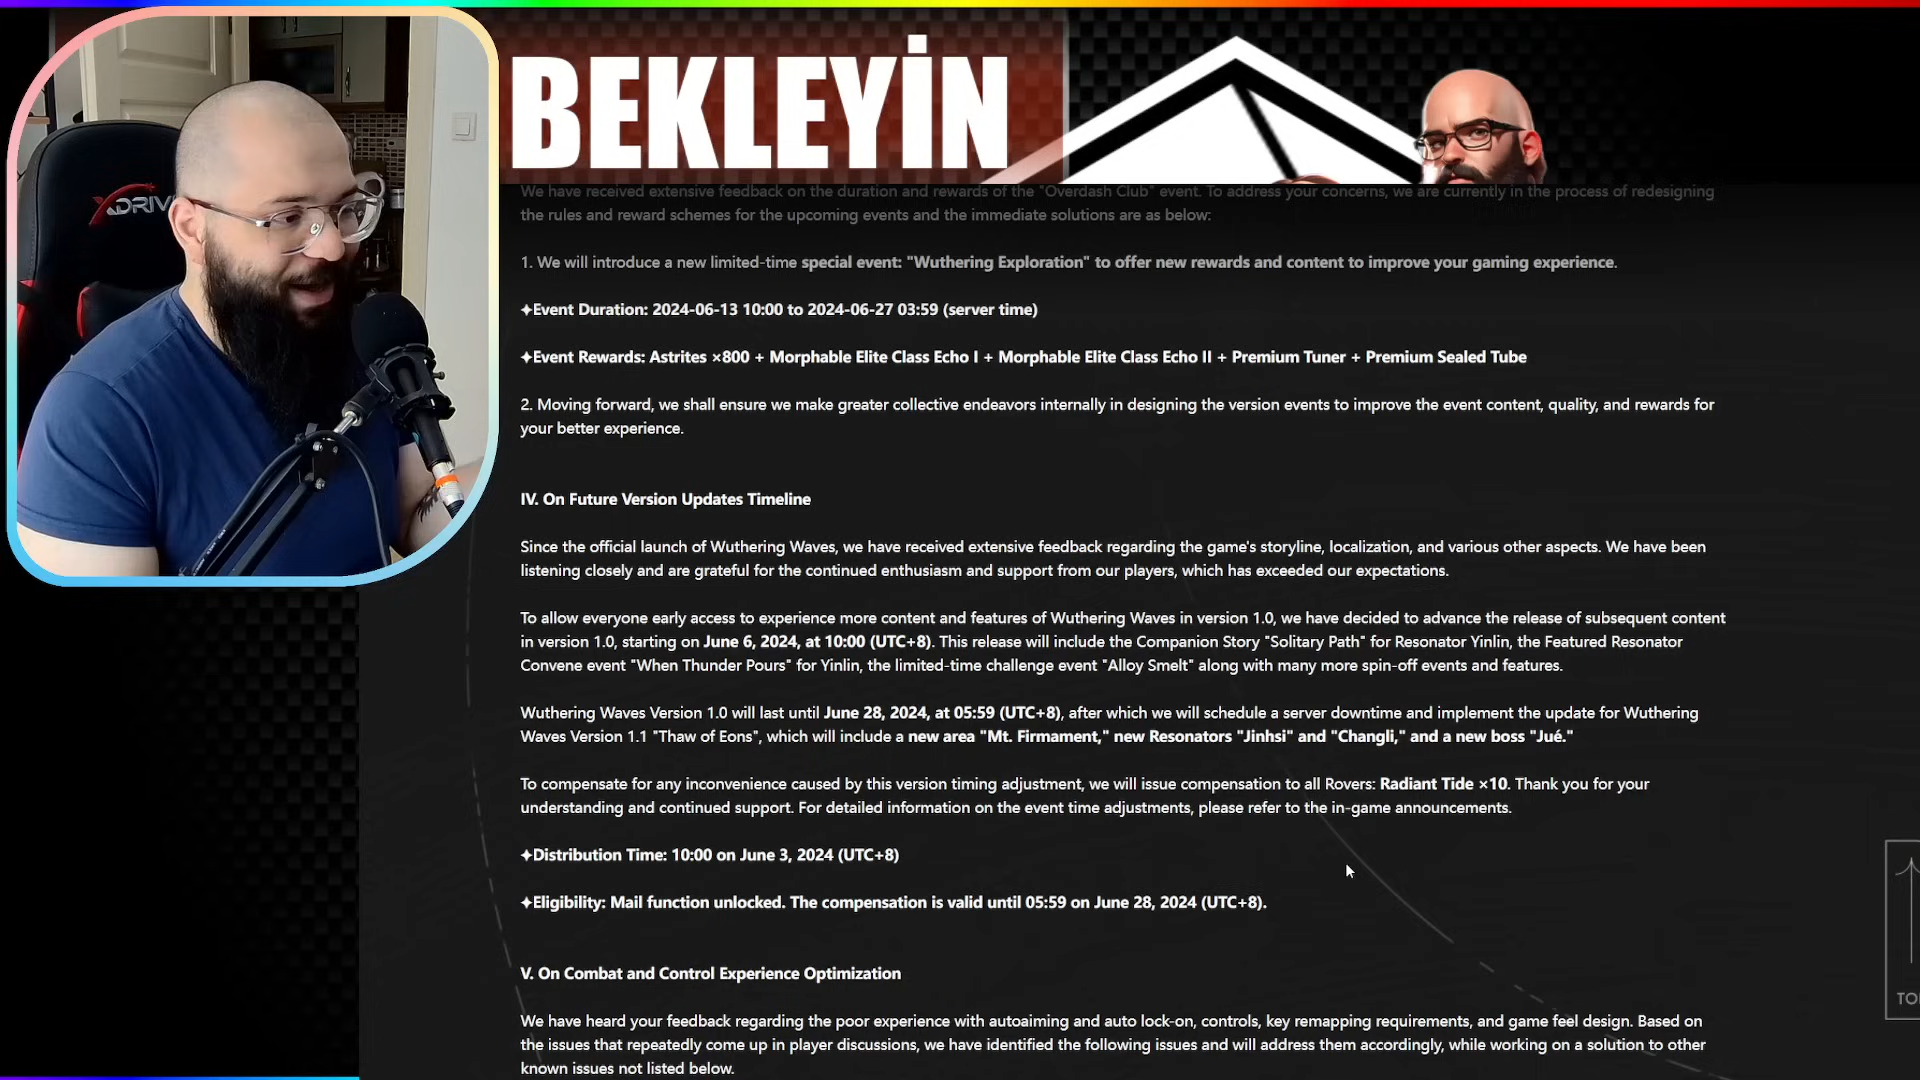 BEKLEYİN
XDRIV
We have received extensive feedback on the duration and rewards of the "Overdash Club" event. To address your concerns, we are currently in the process of redesigning
the rules and reward schemes for the upcoming events and the immediate solutions are as below:
1. We will introduce a new limited-time special event: "Wuthering Exploration" to offer new rewards and content to improve your gaming experience.
✦Event Duration: 2024-06-13 10:00 to 2024-06-27 03:59 (server time)
✦Event Rewards: Astrites ×800 + Morphable Elite Class Echo I + Morphable Elite Class Echo II + Premium Tuner + Premium Sealed Tube
2. Moving forward, we shall ensure we make greater collective endeavors internally in designing the version events to improve the event content, quality, and rewards for
your better experience.
IV. On Future Version Updates Timeline
Since the official launch of Wuthering Waves, we have received extensive feedback regarding the game's storyline, localization, and various other aspects. We have been
listening closely and are grateful for the continued enthusiasm and support from our players, which has exceeded our expectations.
To allow everyone early access to experience more content and features of Wuthering Waves in version 1.0, we have decided to advance the release of subsequent content
in version 1.0, starting on June 6, 2024, at 10:00 (UTC+8). This release will include the Companion Story "Solitary Path" for Resonator Yinlin, the Featured Resonator
Convene event "When Thunder Pours" for Yinlin, the limited-time challenge event "Alloy Smelt" along with many more spin-off events and features.
Wuthering Waves Version 1.0 will last until June 28, 2024, at 05:59 (UTC+8), after which we will schedule a server downtime and implement the update for Wuthering
Waves Version 1.1 "Thaw of Eons", which will include a new area "Mt. Firmament," new Resonators "Jinhsi" and "Changli," and a new boss "Jué."
To compensate for any inconvenience caused by this version timing adjustment, we will issue compensation to all Rovers: Radiant Tide ×10. Thank you for your
understanding and continued support. For detailed information on the event time adjustments, please refer to the in-game announcements.
✦Distribution Time: 10:00 on June 3, 2024 (UTC+8)
✦Eligibility: Mail function unlocked. The compensation is valid until 05:59 on June 28, 2024 (UTC+8).
V. On Combat and Control Experience Optimization
We have heard your feedback regarding the poor experience with autoaiming and auto lock-on, controls, key remapping requirements, and game feel design. Based on
the issues that repeatedly come up in player discussions, we have identified the following issues and will address them accordingly, while working on a solution to other
known issues not listed below.
TO